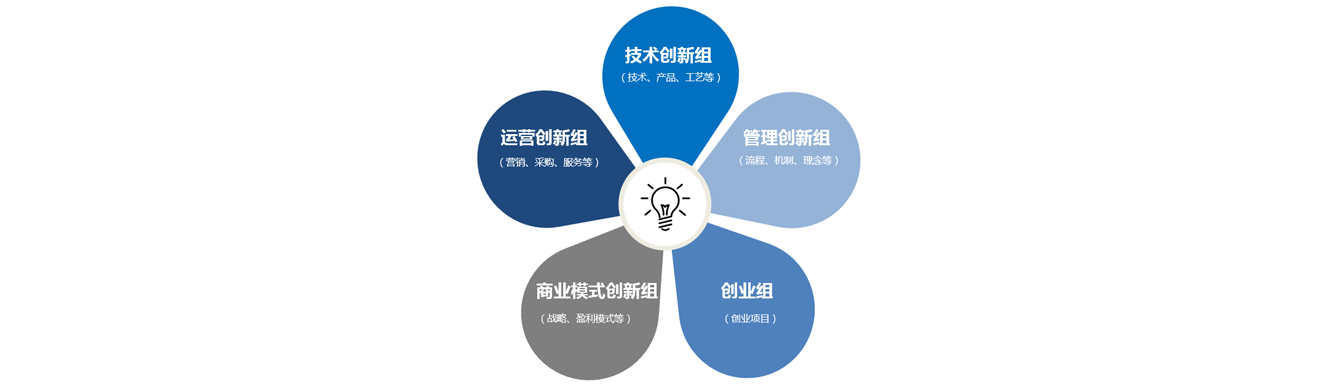 技术创新组
（技术、产品、工艺等）
运营创新组
（营销、采购、服务等）
管理创新组
（流程、机制、理念等）
商业模式创新组
（战略、盈利模式等）
创业组
（创业项目）